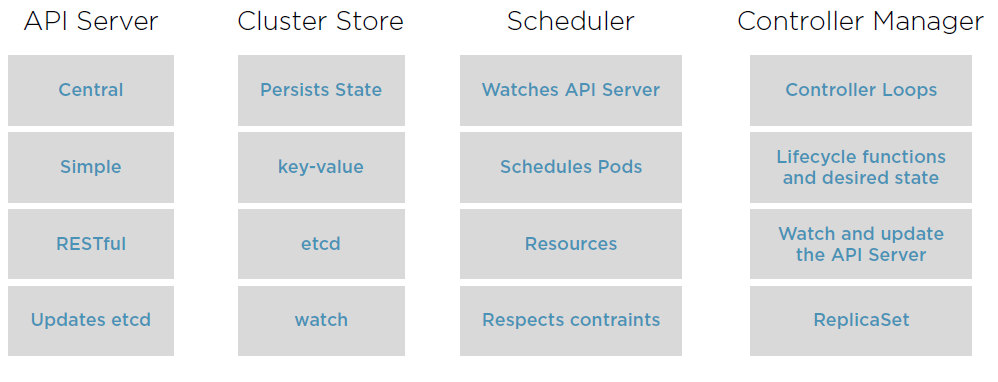 API Server
Central
Simple
RESTful
Updates etcd
Cluster Store
Persists State
key-value
etcd
watch
Scheduler
Watches API Server
Schedules Pods
Resources
Respects contraints
Controller Manager
Controller Loops
Lifecycle functions
and desired state
Watch and update
the API Server
ReplicaSet